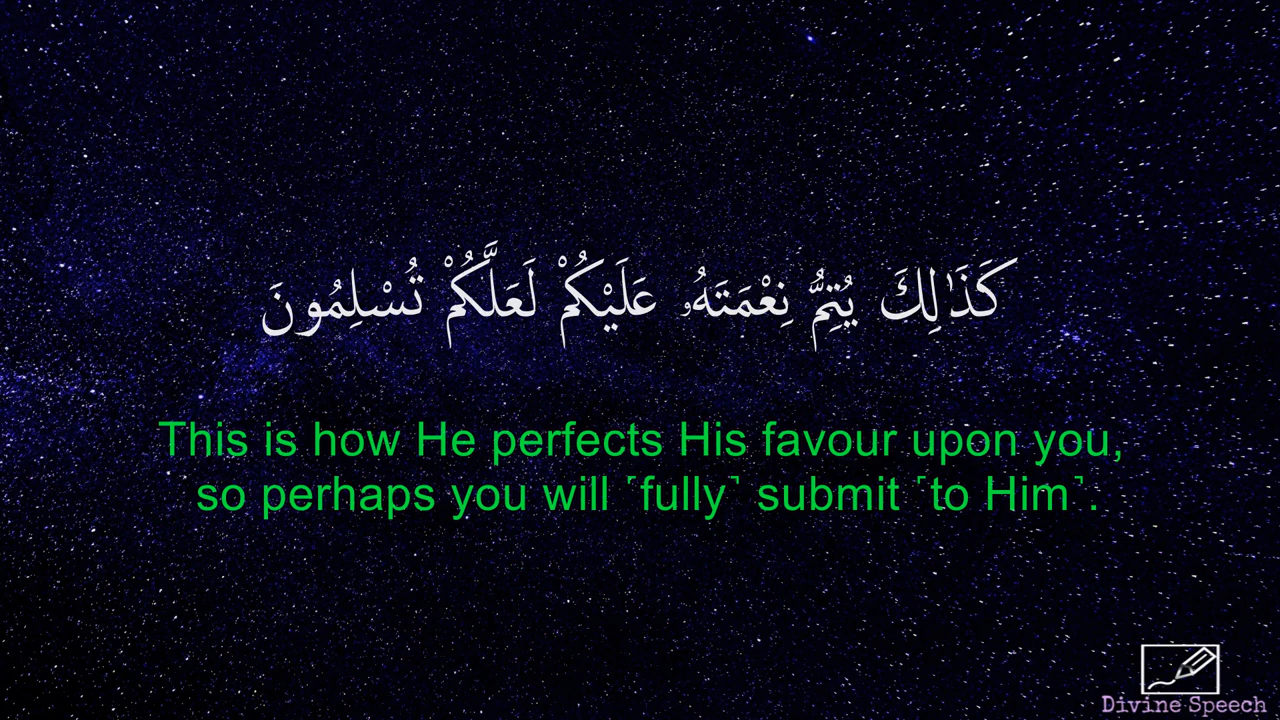 كَذَٰلِكَ يُتِمُّ نِعْمَتَهُۥ عَلَيْكُمْ لَعَلَّكُمْ تُسْلِمُونَ
This is how He perfects His favour upon you,
so perhaps you will ˹fully˺ submit ˹to Him˺.
Divine Speech